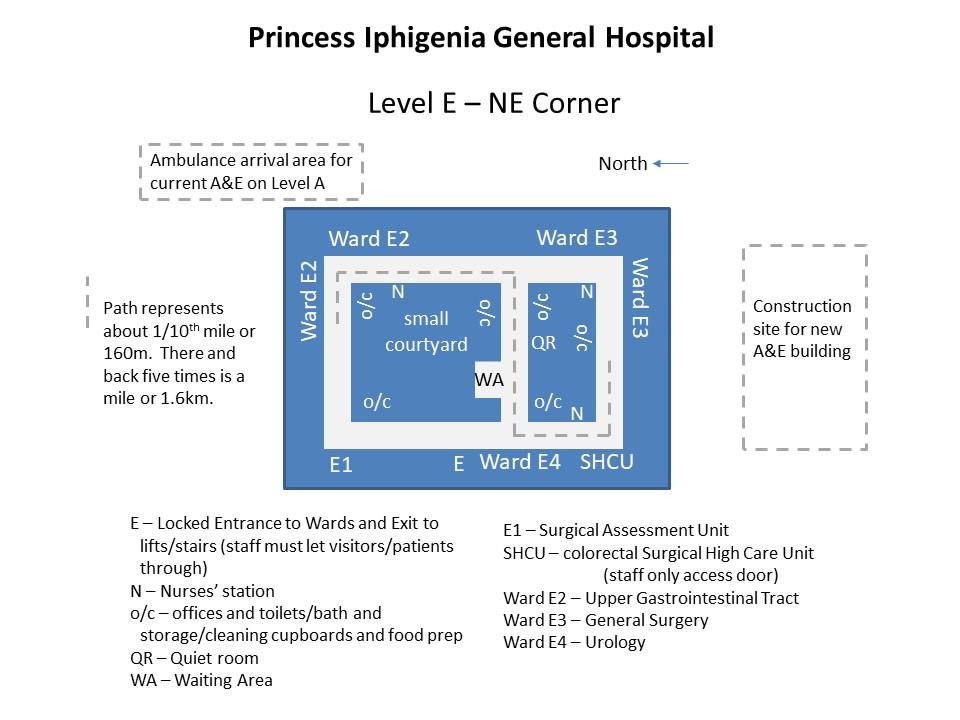 Princess Iphigenia General Hospital
Level E – NE Corner
Ambulance arrival area for
current A&E on Level A
North
Ward E2
Ward E3
Ward E2
Ward E3
o/c
N
small
courtyard
o/c
WA
o/c
o/c
N
QR
o/c
o/c
N
E1
E
Ward E4
SHCU
Path represents
about 1/10th mile or
160m. There and
back five times is a
mile or 1.6km.
Construction
site for new
A&E building
E – Locked Entrance to Wards and Exit to
lifts/stairs (staff must let visitors/patients
through)
N – Nurses’ station
o/c – offices and toilets/bath and
storage/cleaning cupboards and food prep
QR – Quiet room
WA – Waiting Area
E1 – Surgical Assessment Unit
SHCU – colorectal Surgical High Care Unit
(staff only access door)
Ward E2 – Upper Gastrointestinal Tract
Ward E3 – General Surgery
Ward E4 – Urology